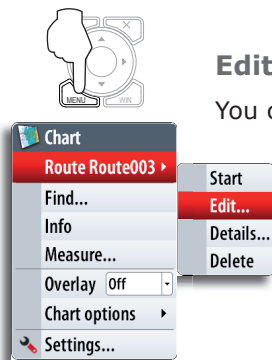 MENU
WIN
Edit
You
Chart
Route Route003
Find...
Info
Measure...
Overlay Off
Chart options
Settings...
Start
Edit...
Details...
Delete